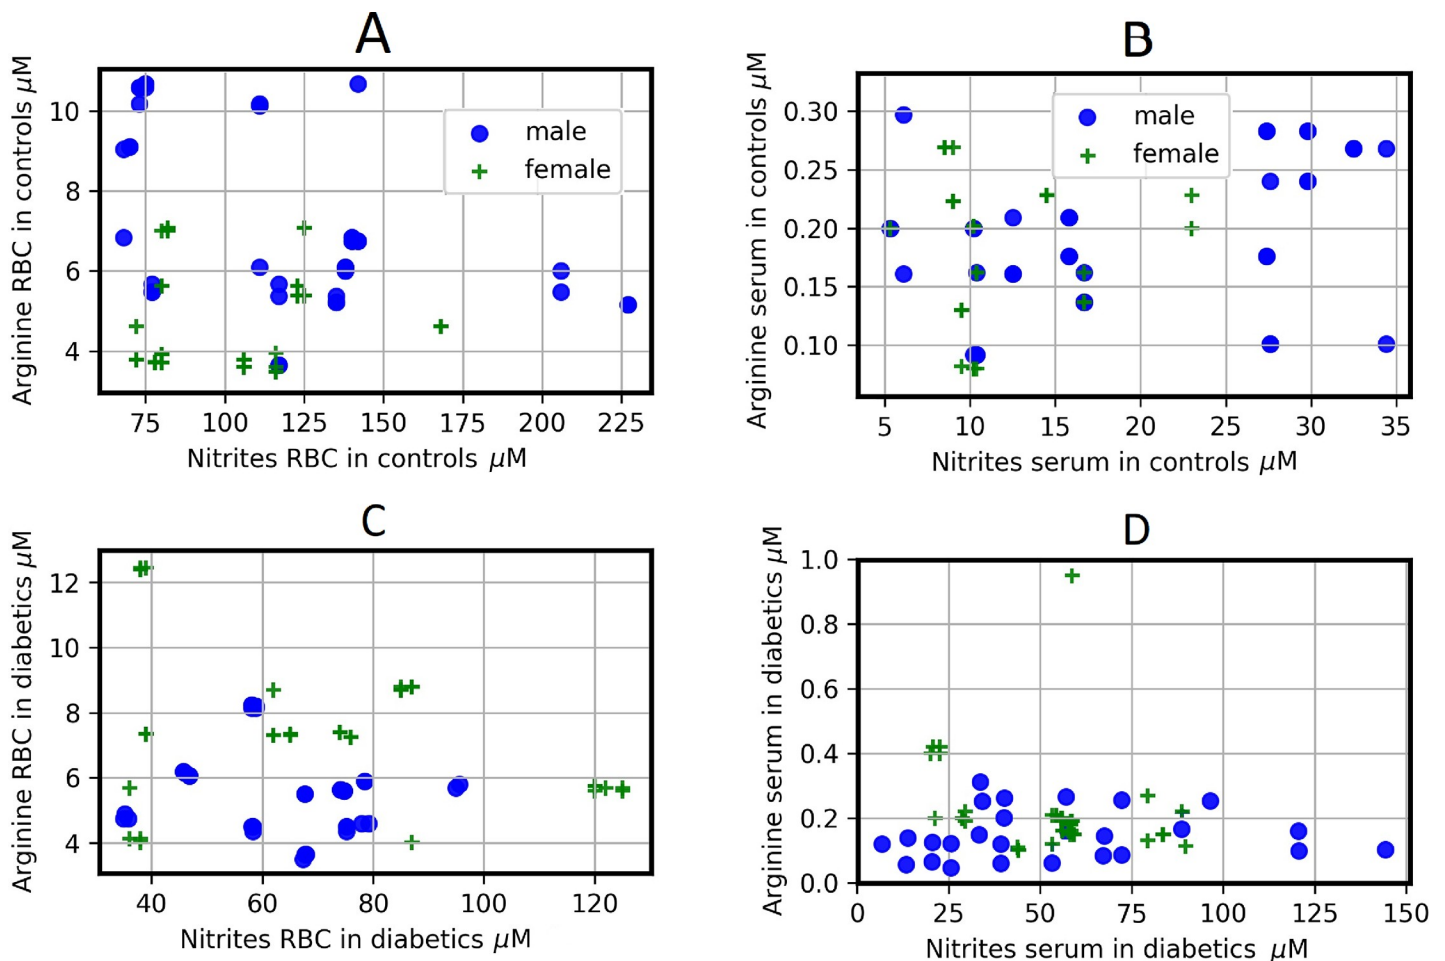 A
Arginine RBC in controls μM
10
8
6
4
male
female
75 100 125 150 175 200 225
Nitrites RBC in controls μM
B
Arginine serum in controls μM
0.30
0.25
0.20
0.15
0.10
male
female
5 10 15 20 25 30 35
Nitrites serum in controls μM
C
Arginine RBC in diabetics μM
12
10
8
6
4
40 60 80 100 120
Nitrites RBC in diabetics μM
D
Arginine serum in diabetics μM
1.0
0.8
0.6
0.4
0.2
0.0
0 25 50 75 100 125 150
Nitrites serum in diabetics μM